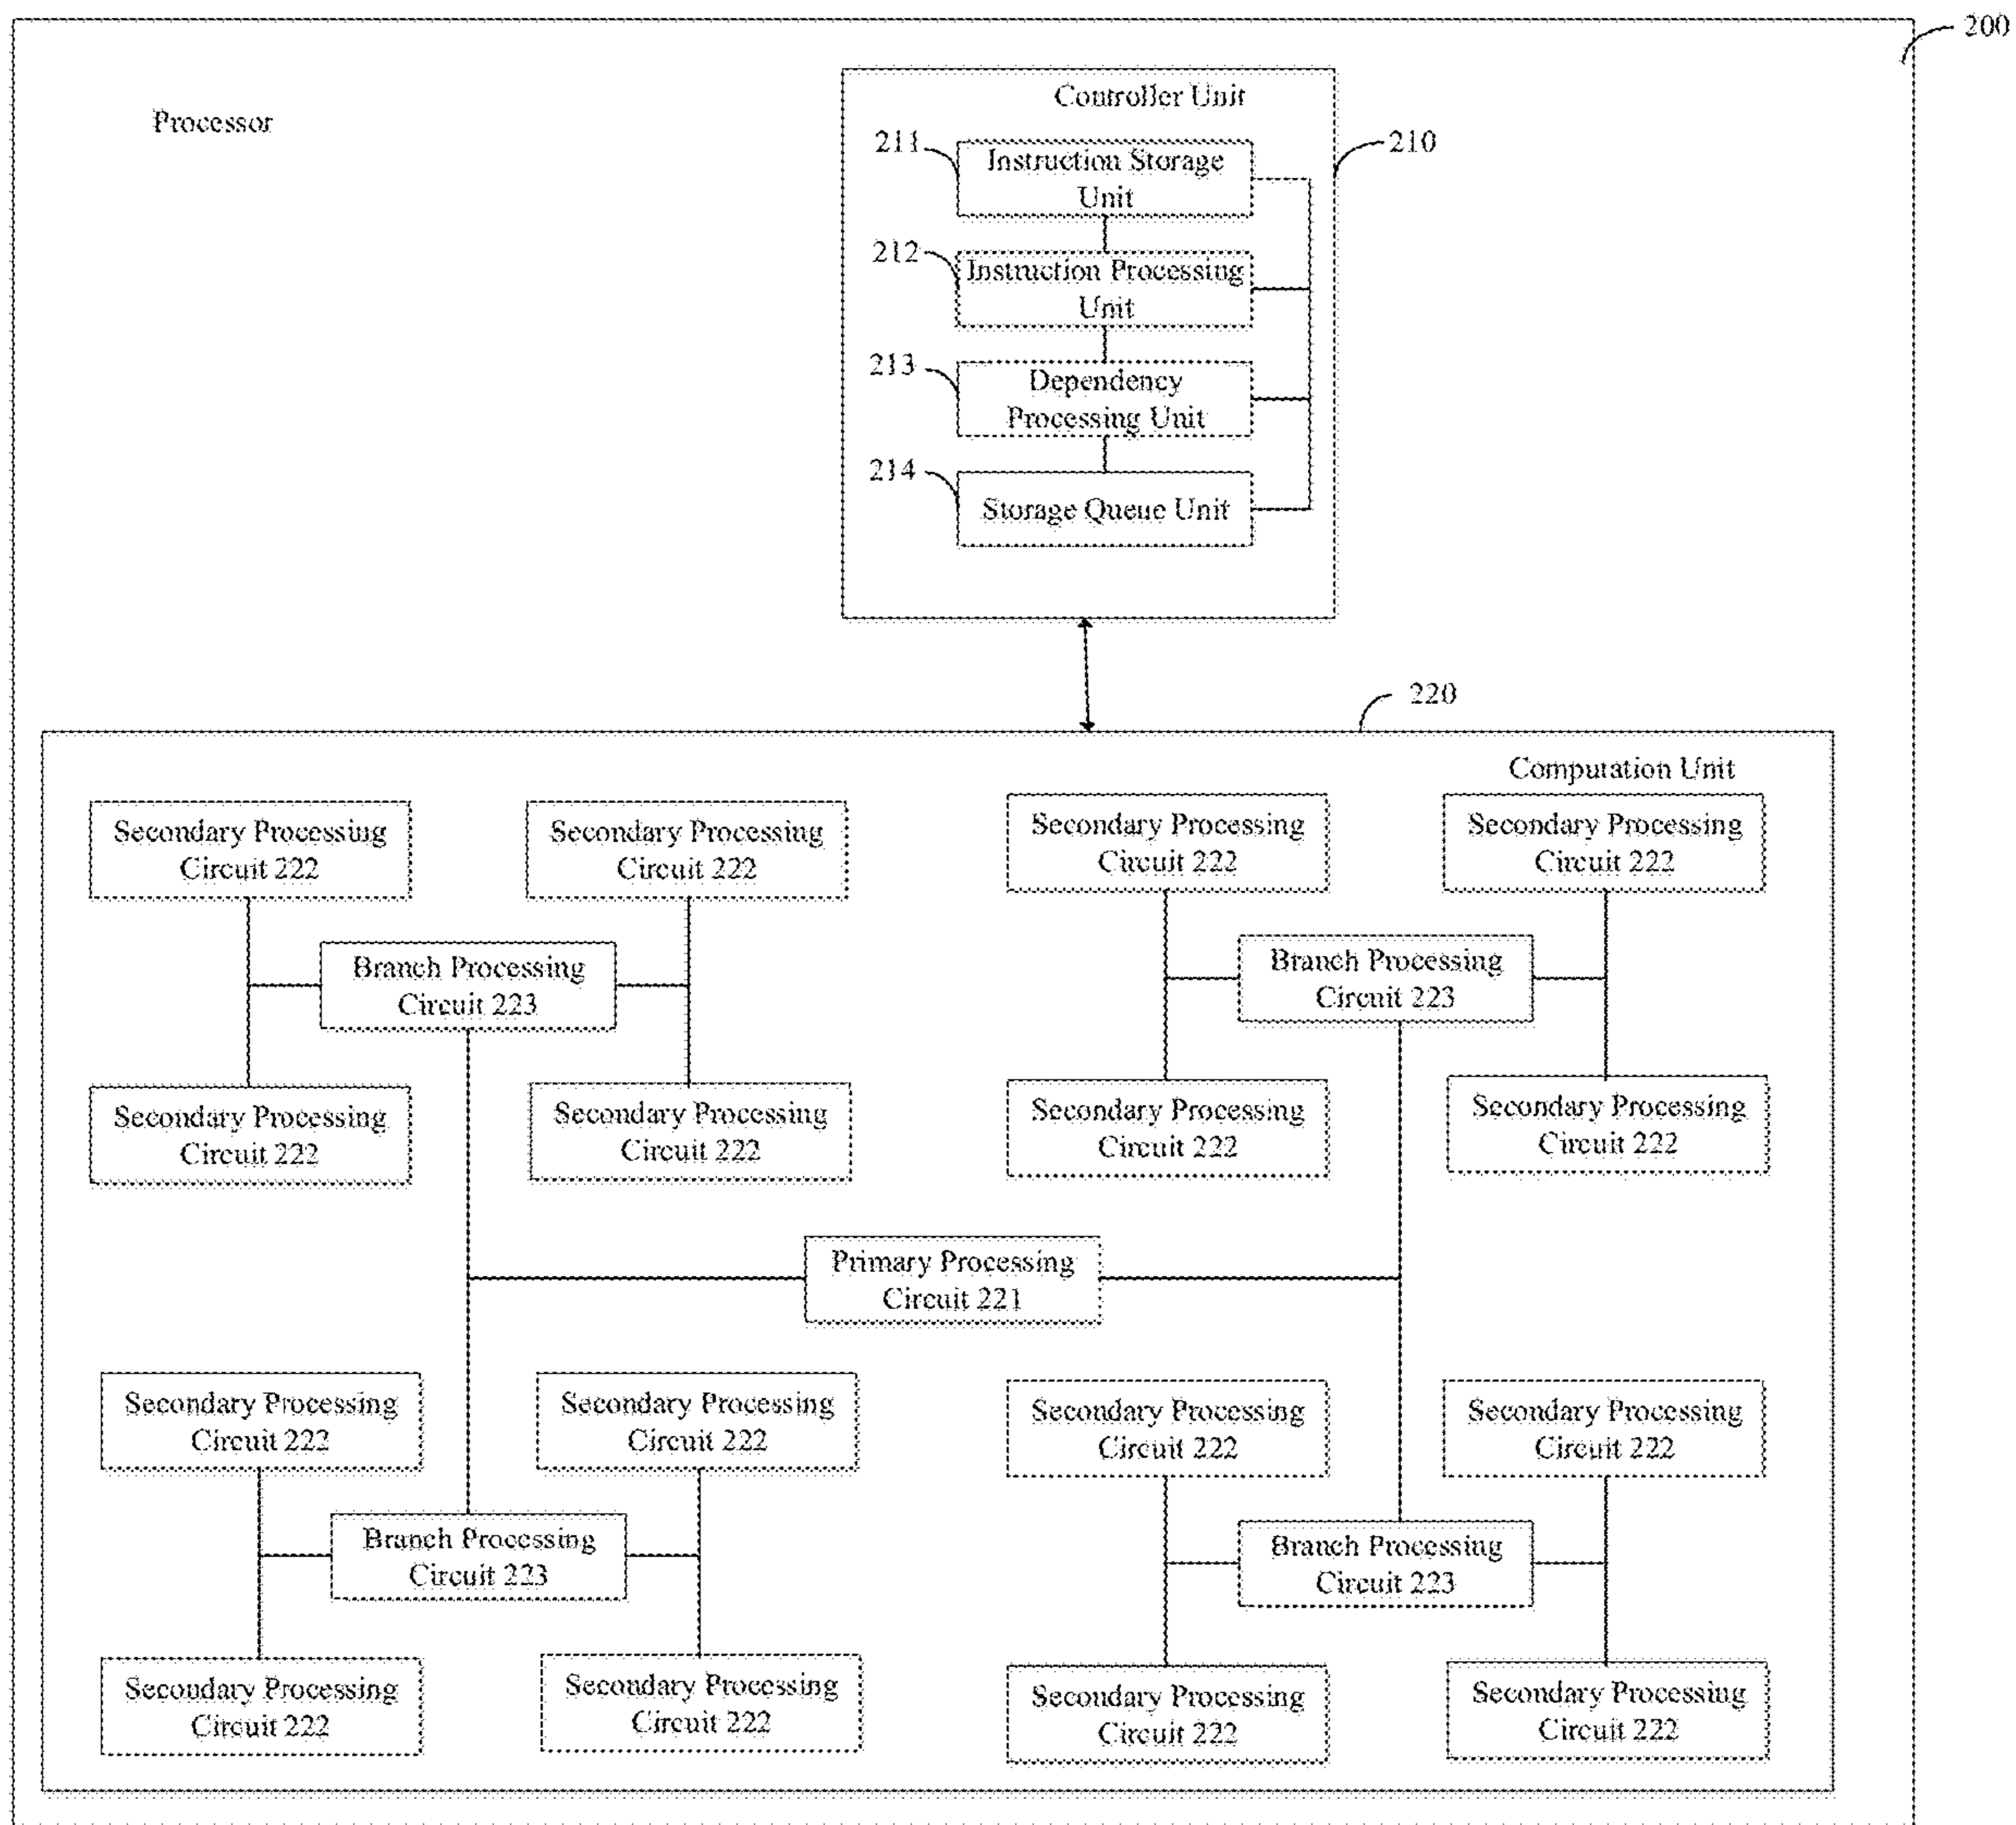 200
Processor
Controller Unit
211
Instruction Storage
Unit
210
212
Instruction Processing
Unit
213
Dependency
Processing Unit
214
Storage Queue Unit
220
Computation Unit
Secondary Processing
Circuit 222
Secondary Processing
Circuit 222
Secondary Processing
Circuit 222
Secondary Processing
Circuit 222
Branch Processing
Circuit 223
Branch Processing
Circuit 223
Secondary Processing
Circuit 222
Secondary Processing
Circuit 222
Secondary Processing
Circuit 222
Secondary Processing
Circuit 222
Primary Processing
Circuit 221
Secondary Processing
Circuit 222
Secondary Processing
Circuit 222
Secondary Processing
Circuit 222
Secondary Processing
Circuit 222
Branch Processing
Circuit 223
Branch Processing
Circuit 223
Secondary Processing
Circuit 222
Secondary Processing
Circuit 222
Secondary Processing
Circuit 222
Secondary Processing
Circuit 222